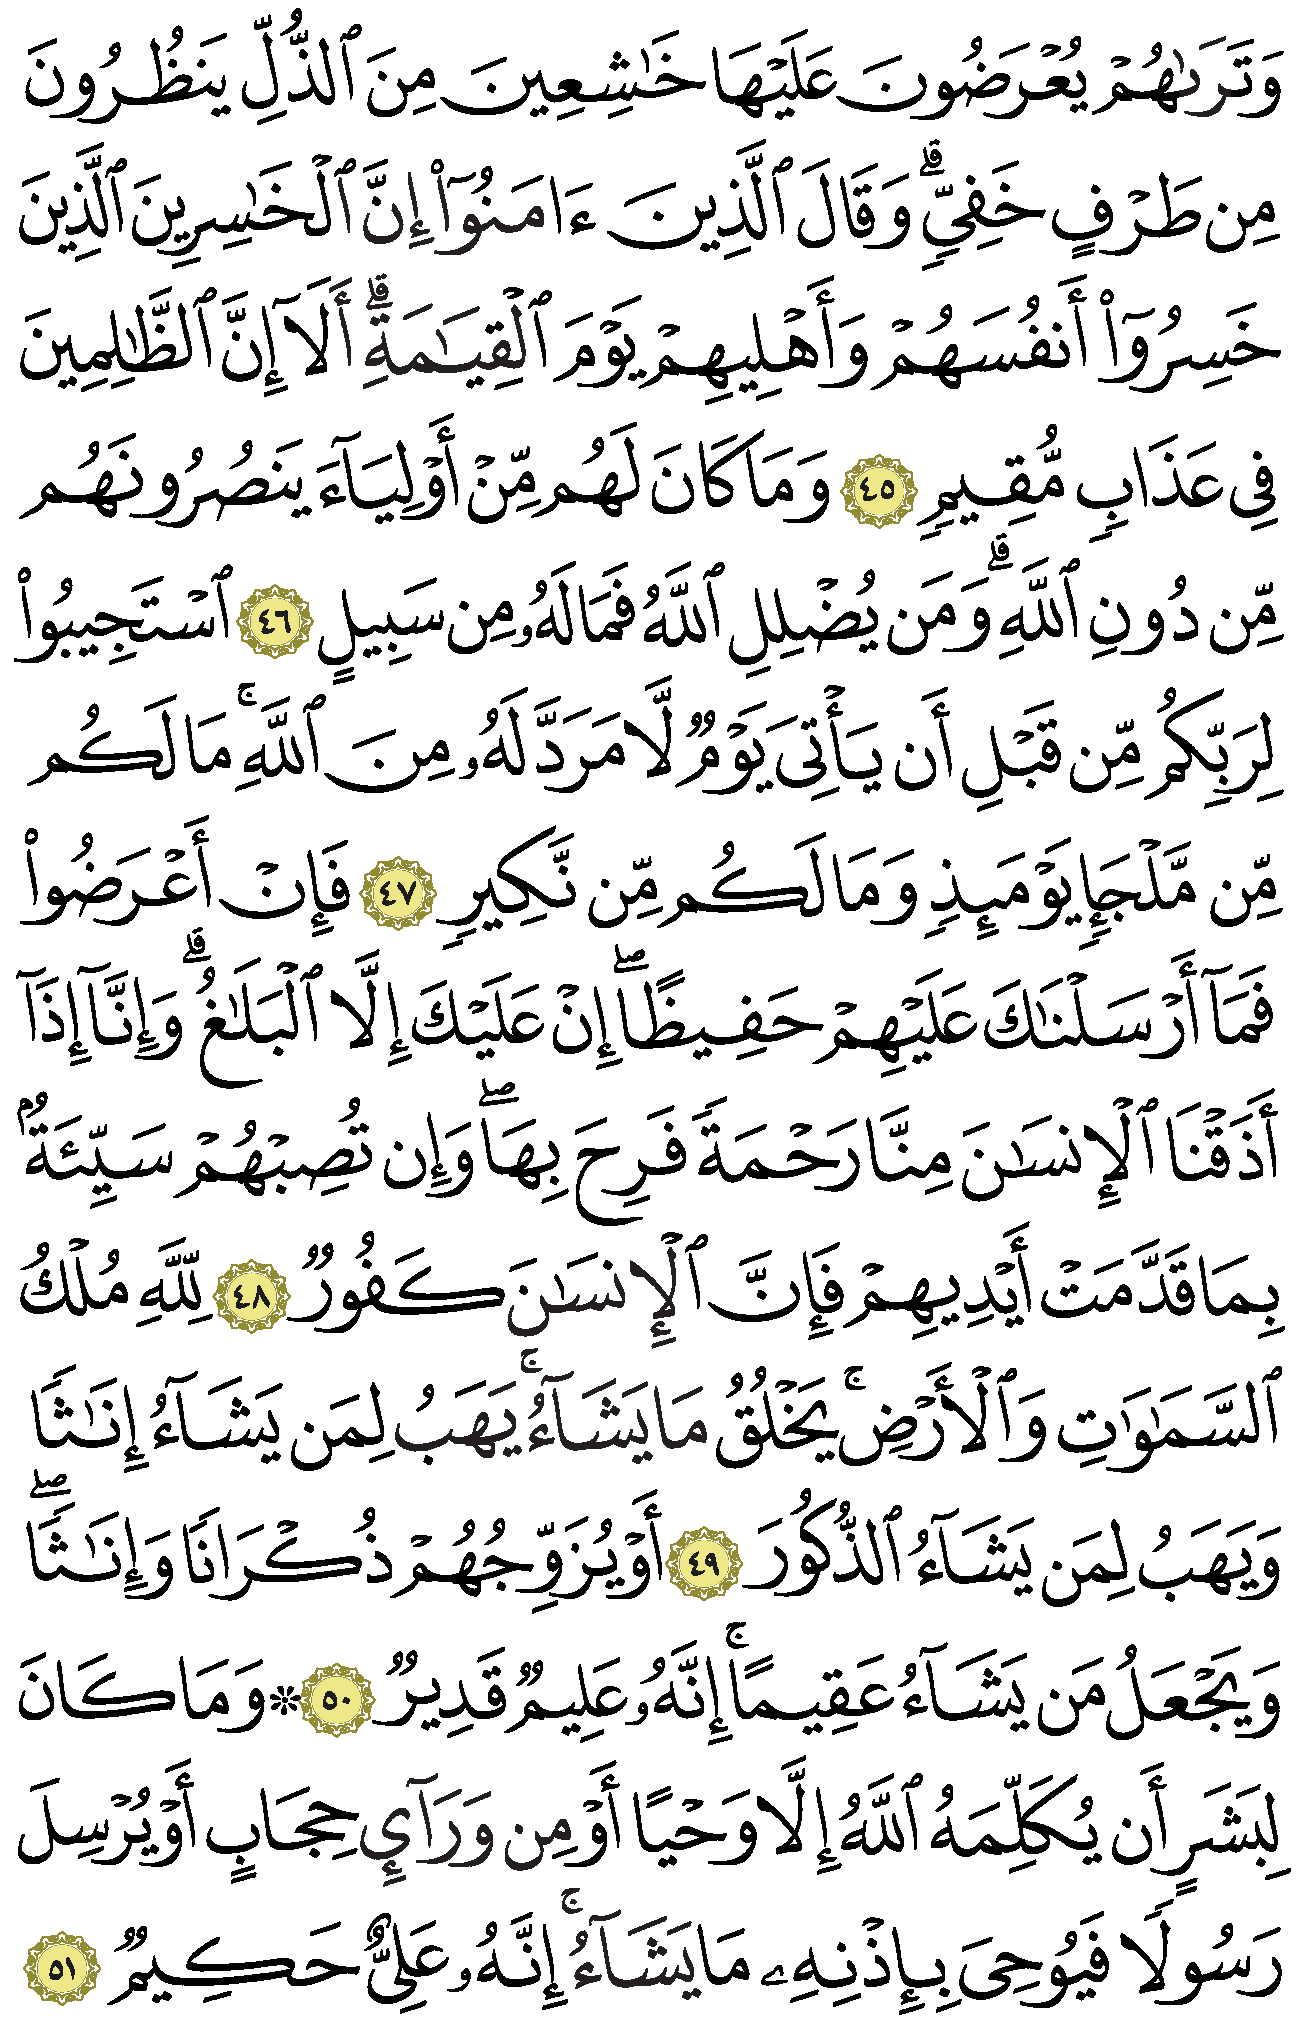 وَتَرَىٰهُمْ يُعْرَضُونَ عَلَيْهَا خَٰشِعِينَ مِنَ ٱلذُّلِّ يَنظُرُونَ
مِن طَرْفٍ خَفِىٍّ ۗ وَقَالَ ٱلَّذِينَ ءَامَنُوٓا۟ إِنَّ ٱلْخَٰسِرِينَ ٱلَّذِينَ
خَسِرُوٓا۟ أَنفُسَهُمْ وَأَهْلِيهِمْ يَوْمَ ٱلْقِيَٰمَةِ ۗ أَلَآ إِنَّ ٱلظَّٰلِمِينَ
فِى عَذَابٍ مُّقِيمٍ ٤٥ وَمَا كَانَ لَهُم مِّنْ أَوْلِيَآءَ يَنصُرُونَهُم
مِّن دُونِ ٱللَّهِ ۗ وَمَن يُضْلِلِ ٱللَّهُ فَمَا لَهُۥ مِن سَبِيلٍ ٤٦ ٱسْتَجِيبُوا۟
لِرَبِّكُم مِّن قَبْلِ أَن يَأْتِىَ يَوْمٌ لَّا مَرَدَّ لَهُۥ مِنَ ٱللَّهِ ۚ مَا لَكُم
مِّن مَّلْجَإٍ يَوْمَئِذٍ وَمَا لَكُم مِّن نَّكِيرٍ ٤٧ فَإِنْ أَعْرَضُوا۟
فَمَآ أَرْسَلْنَٰكَ عَلَيْهِمْ حَفِيظًا ۖ إِنْ عَلَيْكَ إِلَّا ٱلْبَلَٰغُ ۗ وَإِنَّآ إِذَآ
أَذَقْنَا ٱلْإِنسَٰنَ مِنَّا رَحْمَةً فَرِحَ بِهَا ۖ وَإِن تُصِبْهُمْ سَيِّئَةٌۢ
بِمَا قَدَّمَتْ أَيْدِيهِمْ فَإِنَّ ٱلْإِنسَٰنَ كَفُورٌ ٤٨ لِّلَّهِ مُلْكُ
ٱلسَّمَٰوَٰتِ وَٱلْأَرْضِ ۚ يَخْلُقُ مَا يَشَآءُ ۚ يَهَبُ لِمَن يَشَآءُ إِنَٰثًا
وَيَهَبُ لِمَن يَشَآءُ ٱلذُّكُورَ ٤٩ أَوْ يُزَوِّجُهُمْ ذُكْرَانًا وَإِنَٰثًا ۖ
وَيَجْعَلُ مَن يَشَآءُ عَقِيمًا ۚ إِنَّهُۥ عَلِيمٌ قَدِيرٌ ٥٠ ۞ وَمَا كَانَ
لِبَشَرٍ أَن يُكَلِّمَهُ ٱللَّهُ إِلَّا وَحْيًا أَوْ مِن وَرَآئِ حِجَابٍ أَوْ يُرْسِلَ
رَسُولًا فَيُوحِىَ بِإِذْنِهِۦ مَا يَشَآءُ ۚ إِنَّهُۥ عَلِىٌّ حَكِيمٌ ٥١